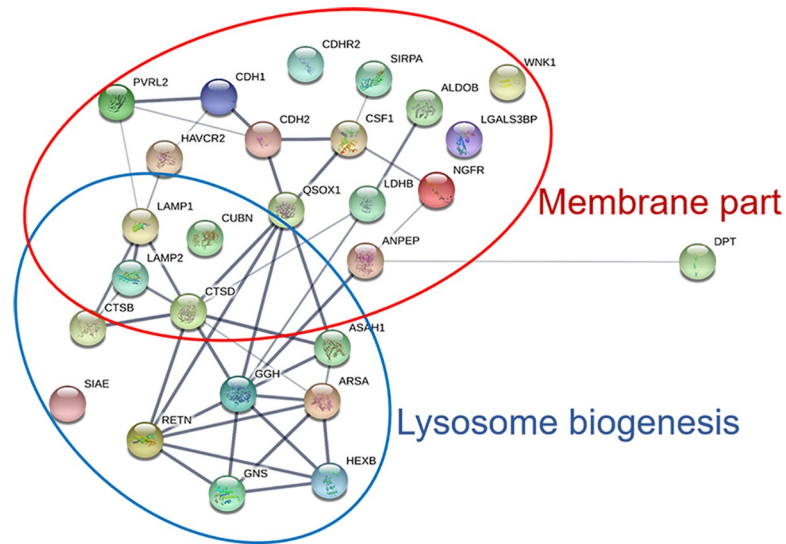 CDHR2
SIRPA
WNK1
PVRL2
CDH1
ALDOB
CDH2
CSF1
LGALS3BP
HAVCR2
NGFR
QSOX1
LDHB
Membrane part
LAMP1
CUBN
ANPEP
DPT
LAMP2
CTSD
CTSB
ASAH1
GGH
ARSA
SIAE
Lysosome biogenesis
RETN
HEXB
GNS